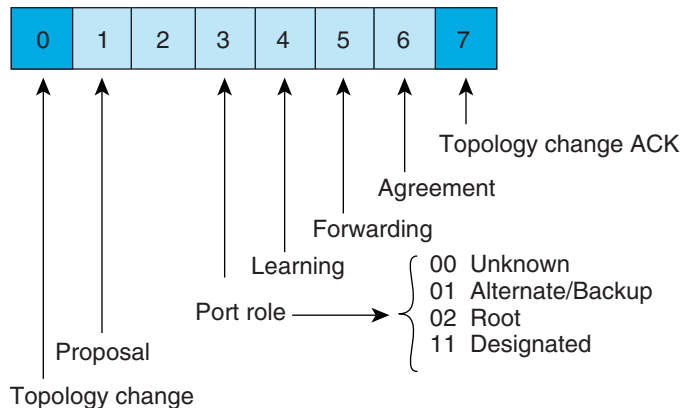 0 1 2 3 4 5 6 7
Topology change ACK
Agreement
Forwarding
Learning
00 Unknown
01 Alternate/Backup
Port role
02 Root
11 Designated
Proposal
Topology change